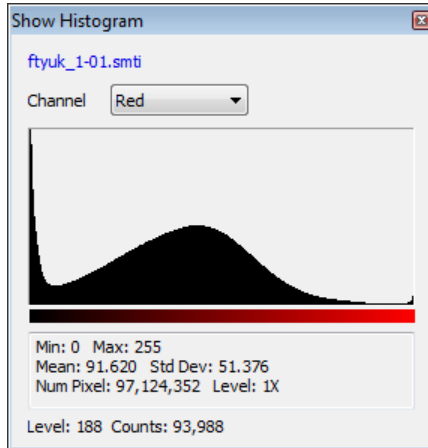 Show Histogram
ftyuk_1-01.smti
Channel Red
Min: 0 Max: 255
Mean: 91.620 Std Dev: 51.376
Num Pixel: 97,124,352 Level: 1X
Level: 188 Counts: 93,988